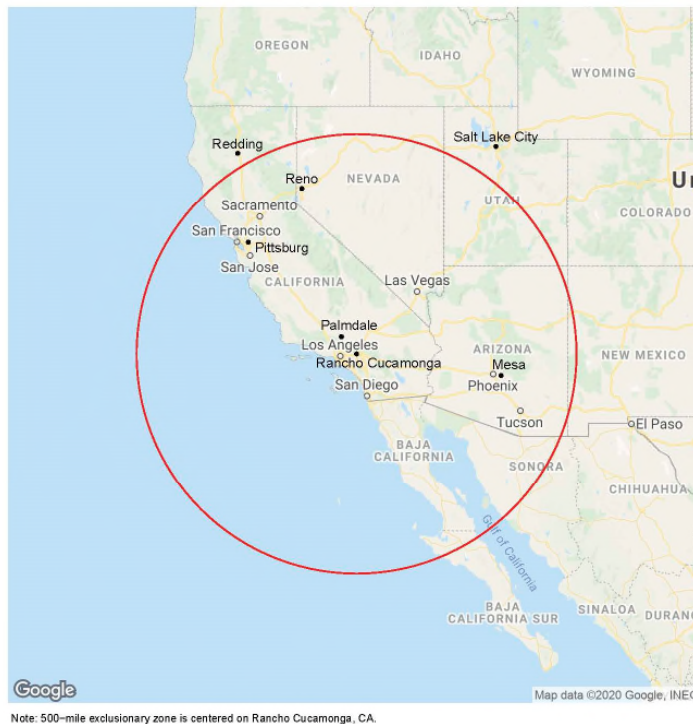 OREGON
IDAHO
WYOMING
Redding
Salt Lake City
Reno
NEVADA
Sacramento
UTAH
Un
COLORADO
San Francisco
Pittsburg
San Jose
CALIFORNIA
Las Vegas
Palmdale
Los Angeles
Rancho Cucamonga
ARIZONA
Mesa
Phoenix
NEW MEXICO
San Diego
Tucson
El Paso
BAJA
CALIFORNIA
SONORA
CHIHUAHUA
Gulf of California
BAJA
CALIFORNIA SUR
SINALOA
DURANG
Google
Map data ©2020 Google, INEG
Note: 500-mile exclusionary zone is centered on Rancho Cucamonga, CA.